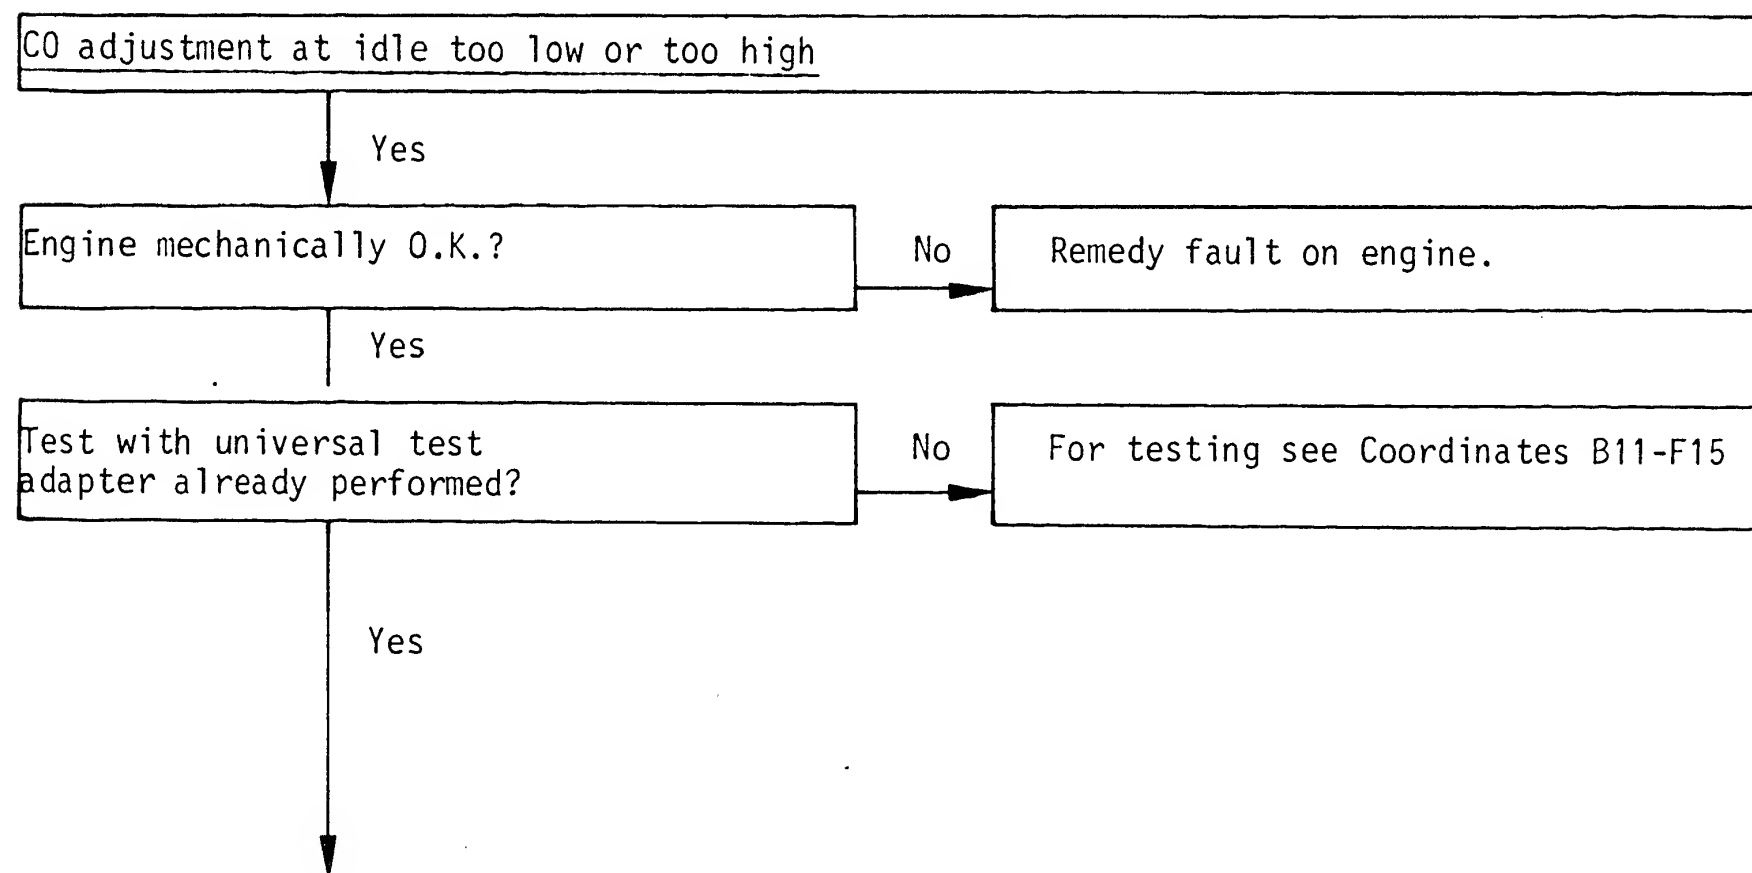 CO adjustment at idle too low or too high
Yes
Engine mechanically O.K.?
No
Remedy fault on engine.
Yes
Test with universal test
adapter already performed?
No
For testing see Coordinates B11-F15
Yes